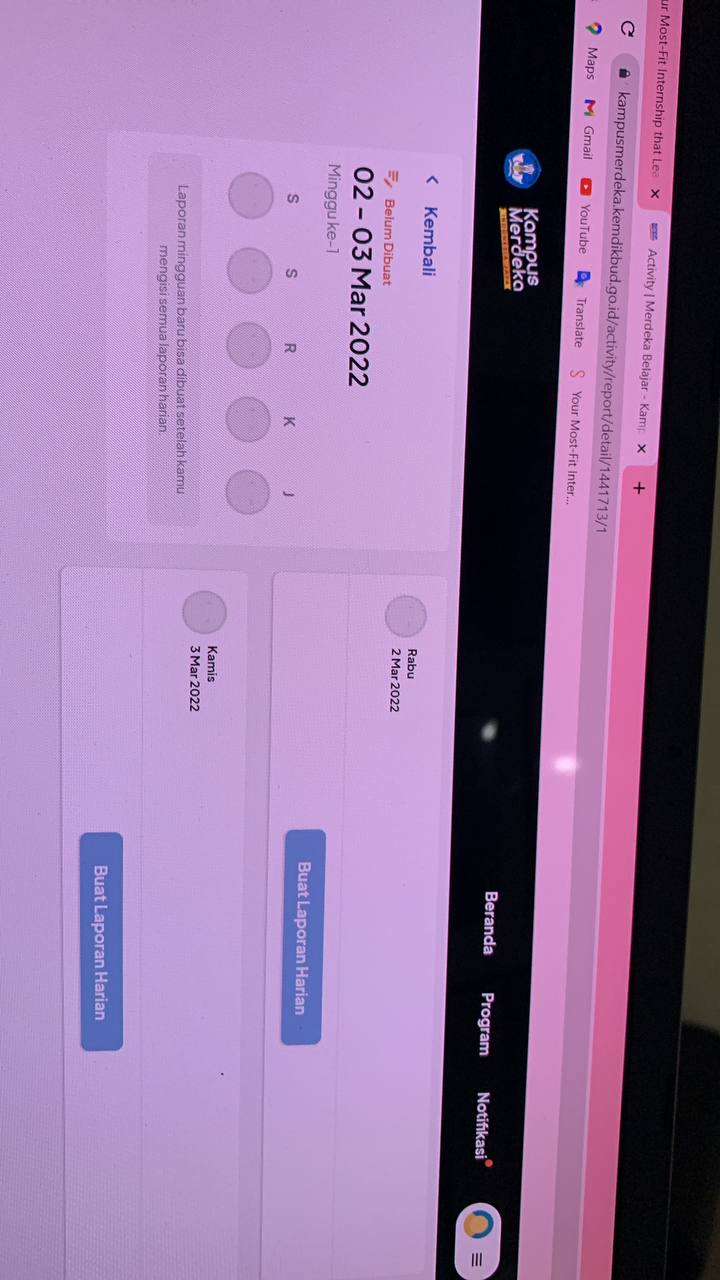 ur Most-Fit Internship that Lee
Activity | Merdeka Belajar - Kamp
kampusmerdeka.kemdikbud.go.id/activity/report/detail/1441713/1
Maps
Gmail
YouTube
Translate
Your Most-Fit Inter...
Kampus
Merdeka
INDONESIA JAYA
Beranda
Program
Notifikasi
Kembali
Belum Dibuat
02 - 03 Mar 2022
Minggu ke-1
S S R K J
Laporan mingguan baru bisa dibuat setelah kamu
mengisi semua laporan harian.
Rabu
2 Mar 2022
Buat Laporan Harian
Kamis
3 Mar 2022
Buat Laporan Harian